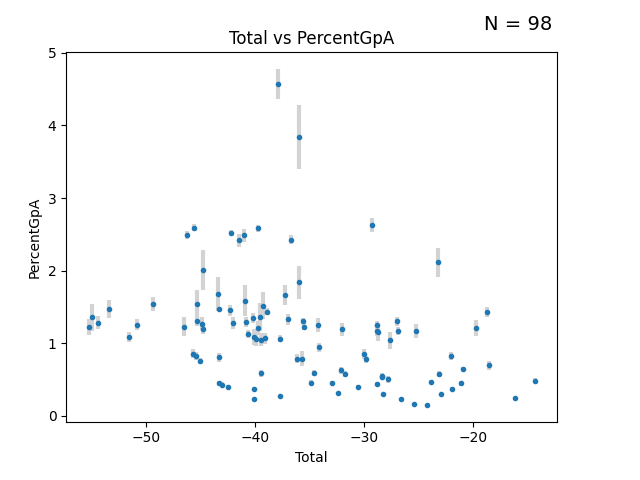 N = 98
Total vs PercentGpA
5
4
3
2
1
0
PercentGpA
−50
−40
−30
−20
Total